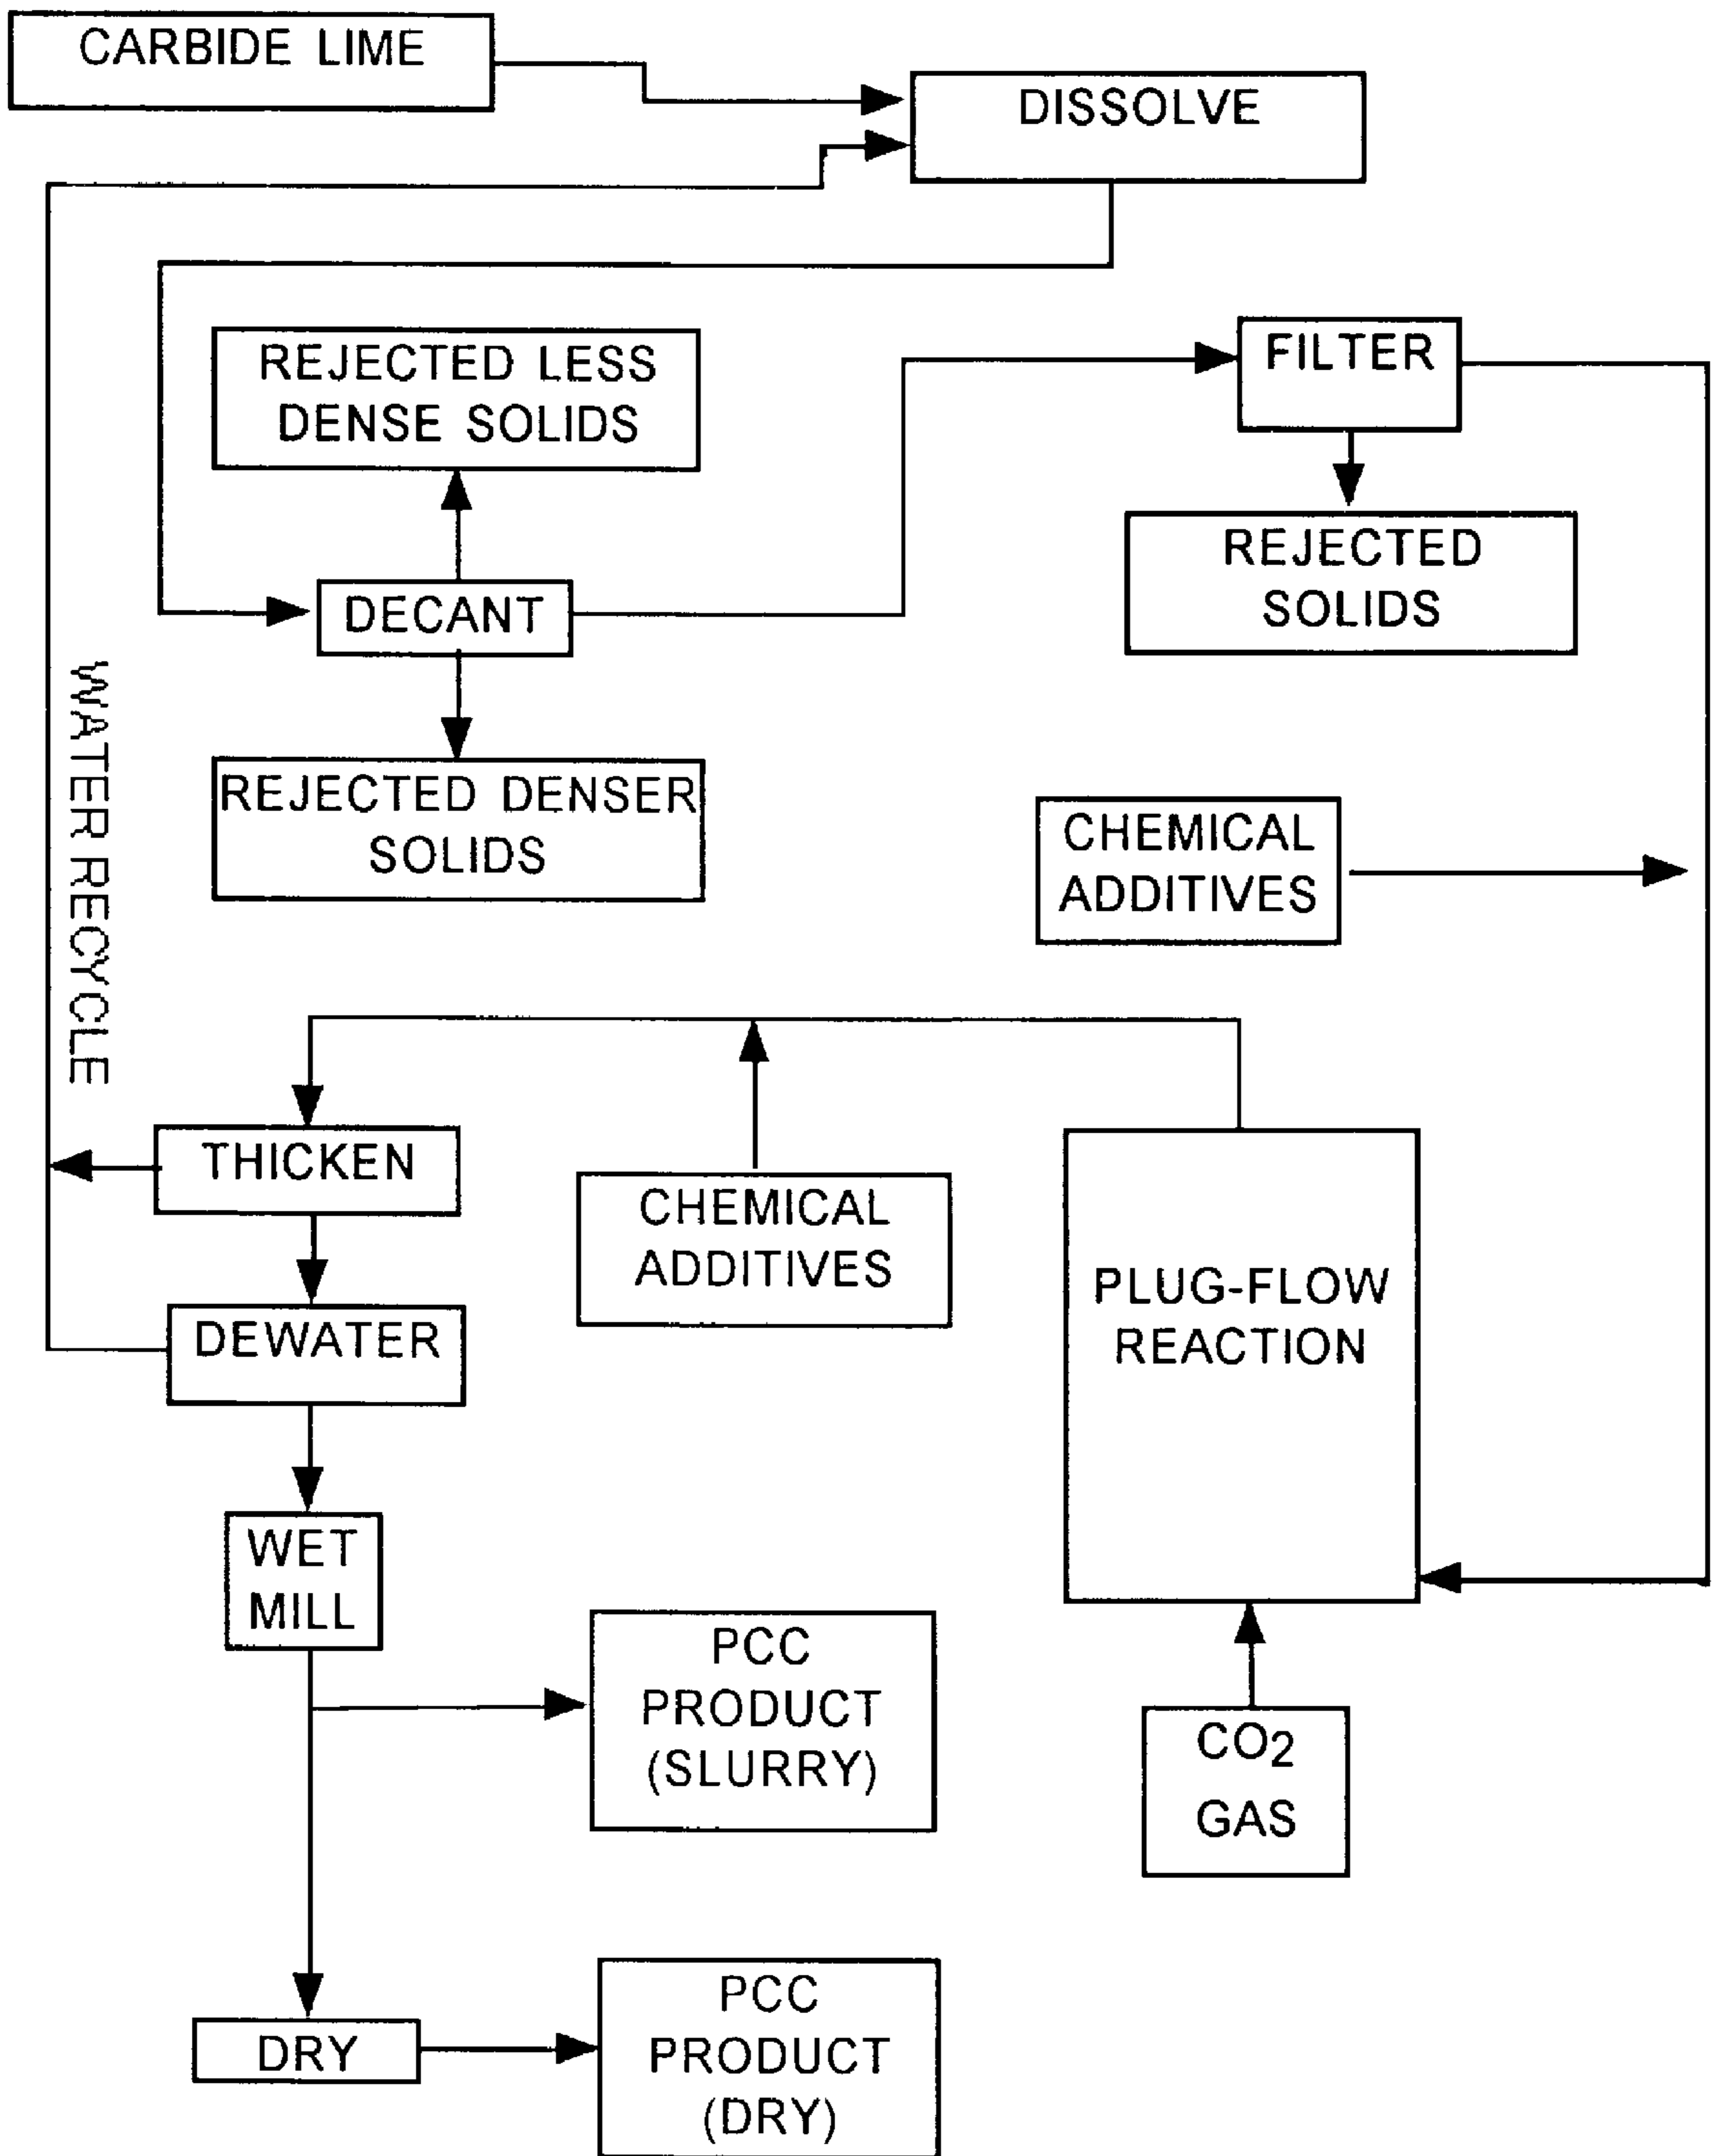 CARBIDE LIME
DISSOLVE
REJECTED LESS
DENSE SOLIDS
FILTER
REJECTED
SOLIDS
DECANT
REJECTED DENSER
SOLIDS
WATER RECYCLE
CHEMICAL
ADDITIVES
THICKEN
CHEMICAL
ADDITIVES
PLUG-FLOW
REACTION
DEWATER
WET
MILL
PCC
PRODUCT
(SLURRY)
CO2
GAS
DRY
PCC
PRODUCT
(DRY)